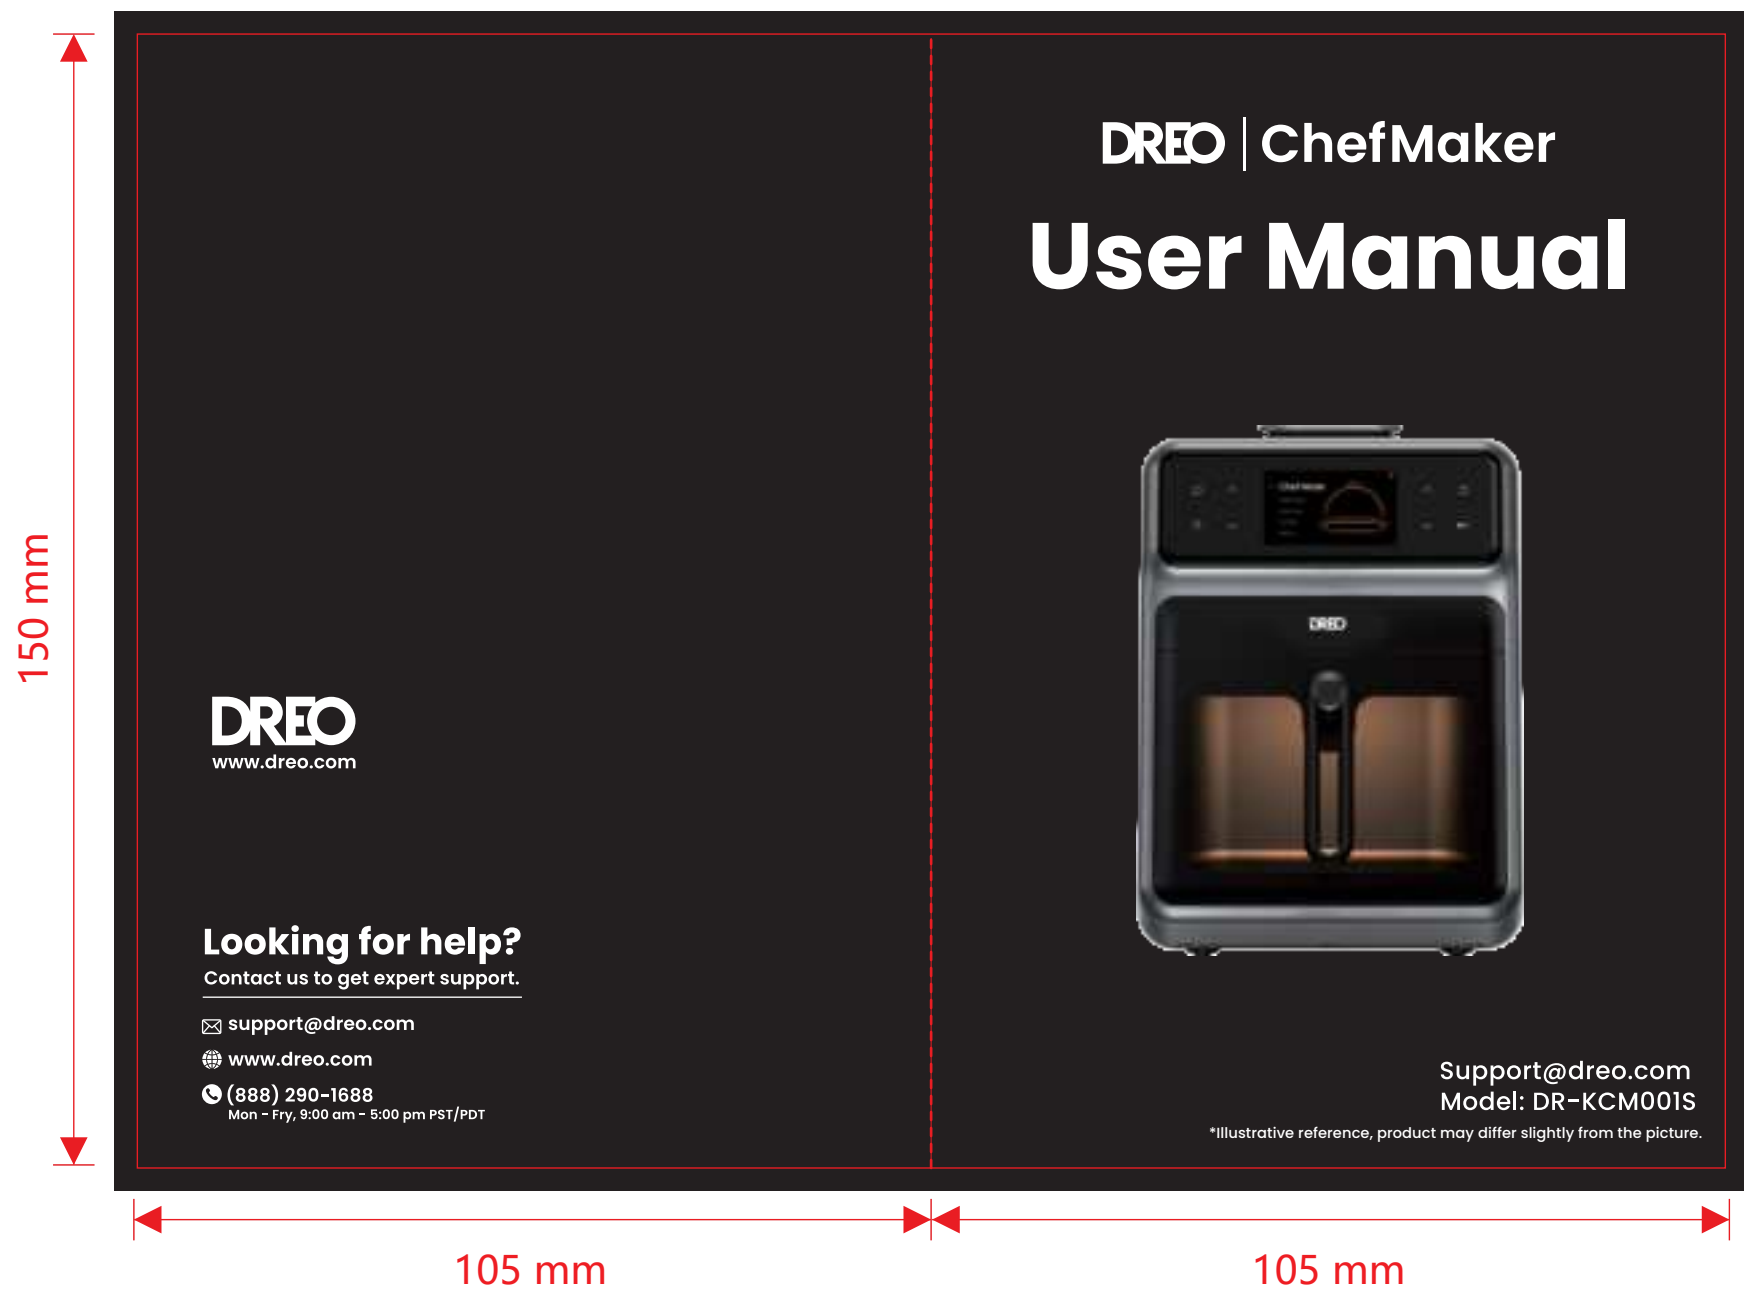 150 mm
DREO
www.dreo.com
Looking for help?
Contact us to get expert support.
support@dreo.com
www.dreo.com
(888) 290-1688
Mon - Fry, 9:00 am - 5:00 pm PST/PDT
DREO | ChefMaker
User Manual
DREO
Support@dreo.com
Model: DR-KCM001S
*Illustrative reference, product may differ slightly from the picture.
105 mm
105 mm